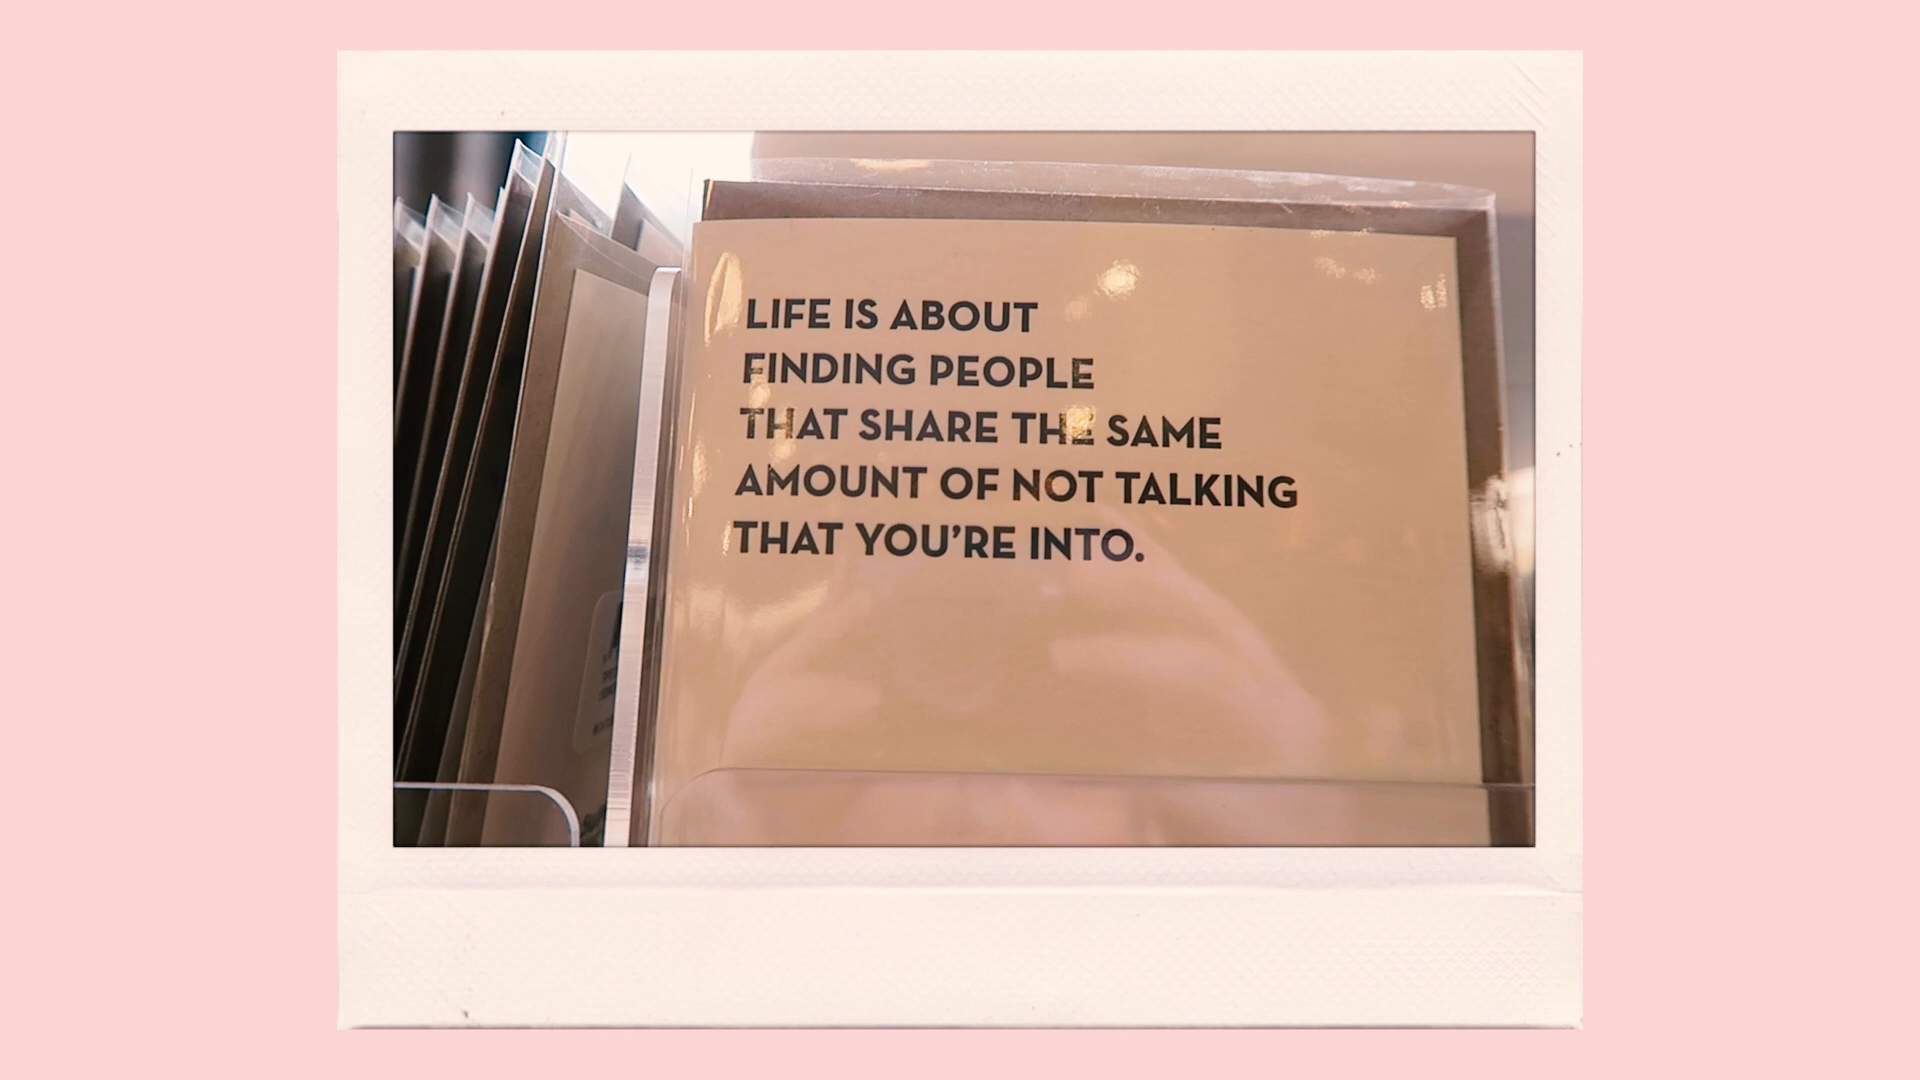 LIFE IS ABOUT
FINDING PEOPLE
THAT SHARE THE SAME
AMOUNT OF NOT TALKING
THAT YOU'RE INTO.